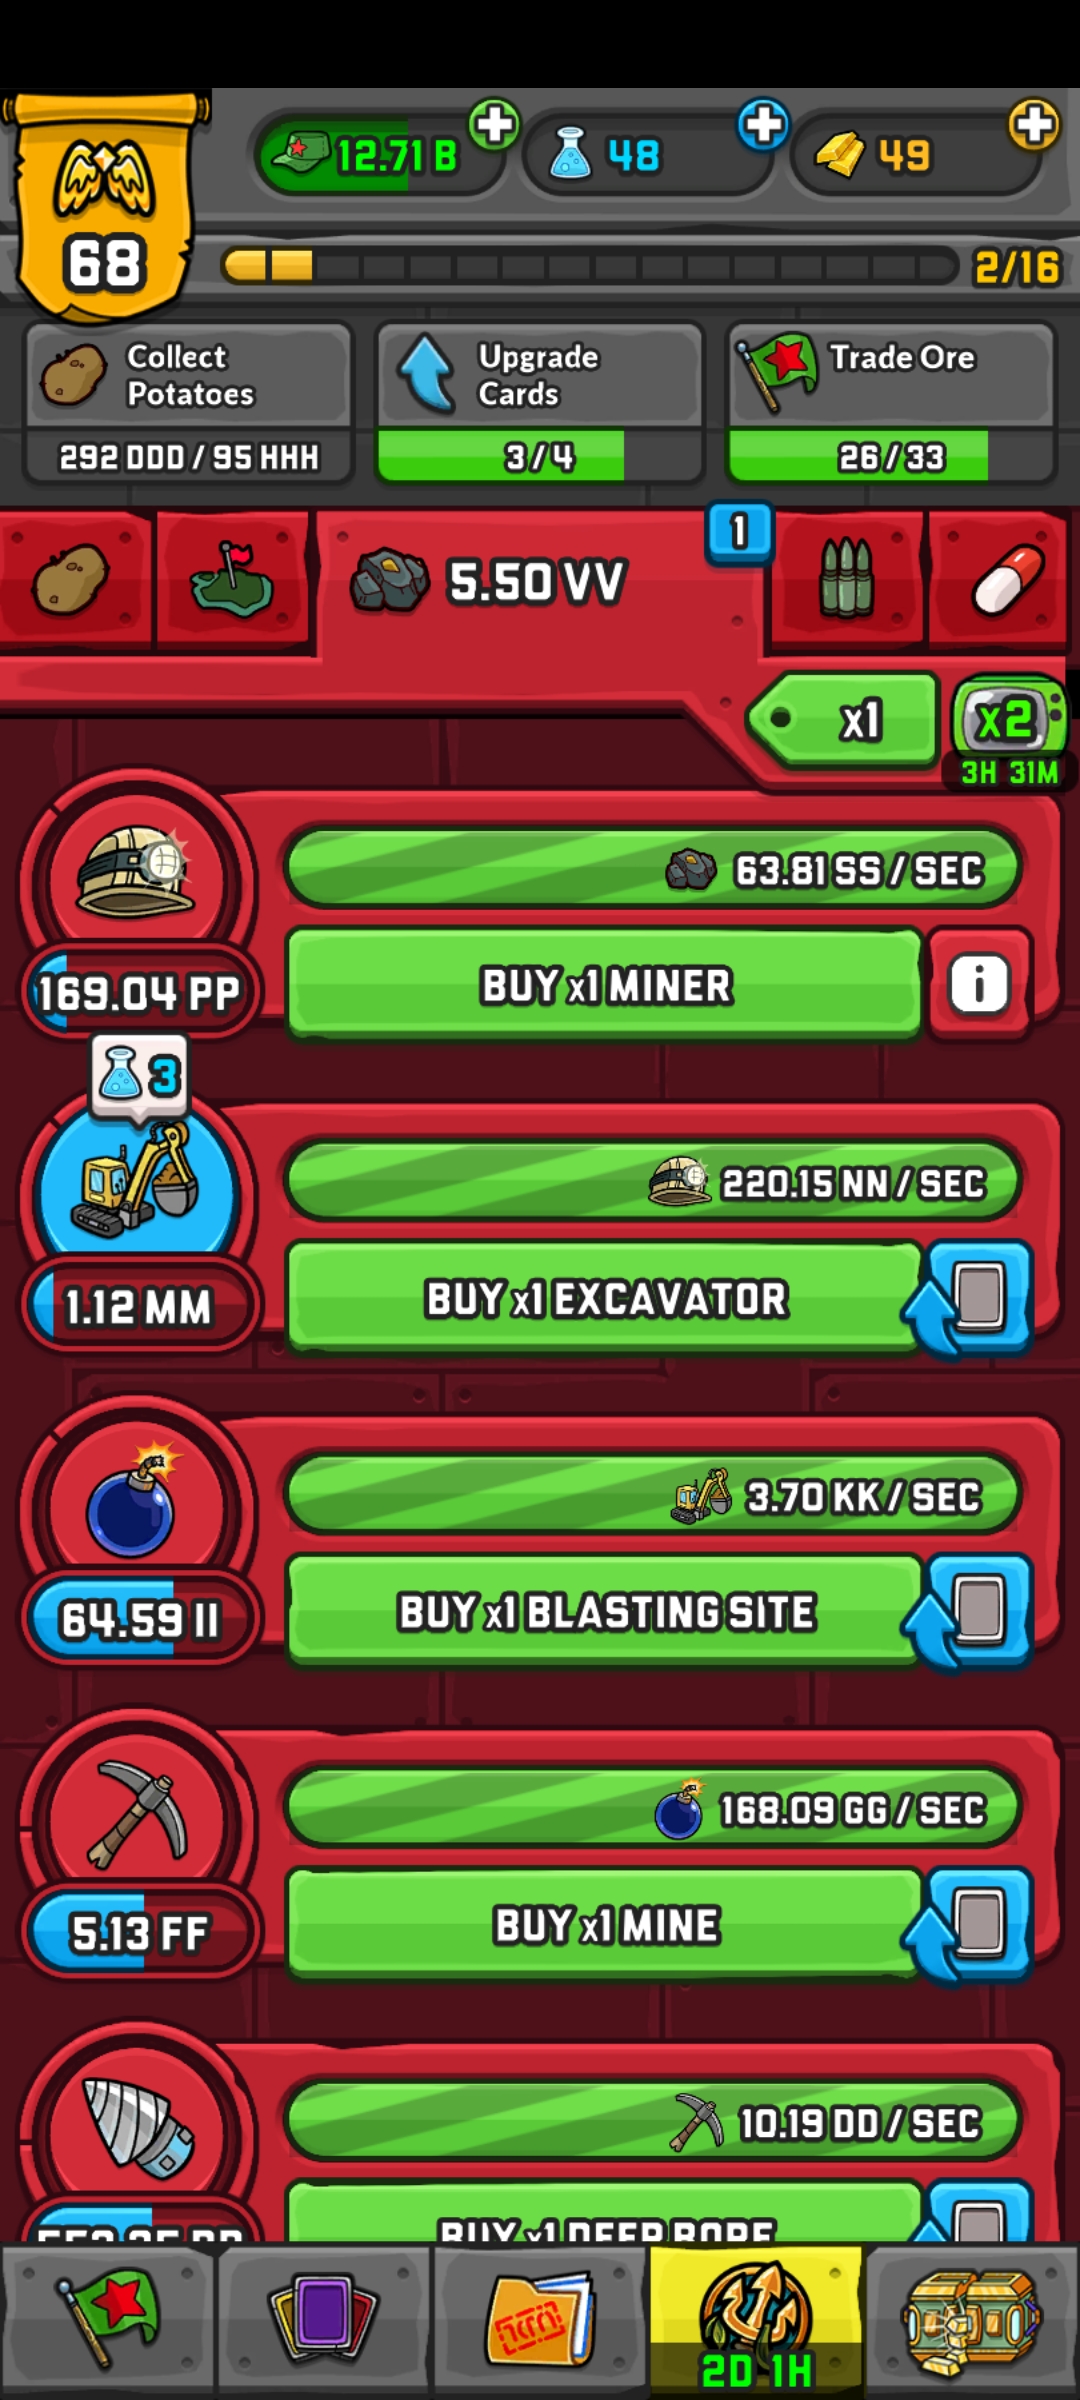 12.71 B
48
49
68
2/16
Collect
Potatoes
292 DDD / 95 HHH
Upgrade
Cards
3/4
Trade Ore
26/33
5.50 VV
1
x1
x2
3H 31M
63.81 SS / SEC
169.04 PP
BUY x1 MINER
i
3
220.15 NN / SEC
1.12 MM
BUY x1 EXCAVATOR
3.70 KK / SEC
64.59 II
BUY x1 BLASTING SITE
168.09 GG / SEC
5.13 FF
BUY x1 MINE
10.19 DD / SEC
BUY x1 DEEP BORE
2D 1H